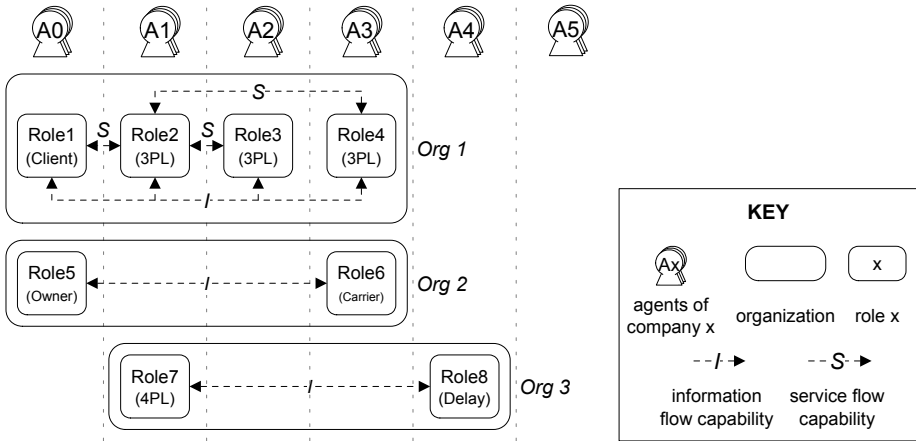 A0 A1 A2 A3 A4 A5
S
Role1 S Role2 S Role3 Role4
(Client) (3PL) (3PL) (3PL) Org 1
I
Role5 Role6
(Owner) I (Carrier) Org 2
Role7 Role8
(4PL) I (Delay) Org 3
KEY
Ax x
agents of
company x organization role x
I S
information service flow
flow capability capability